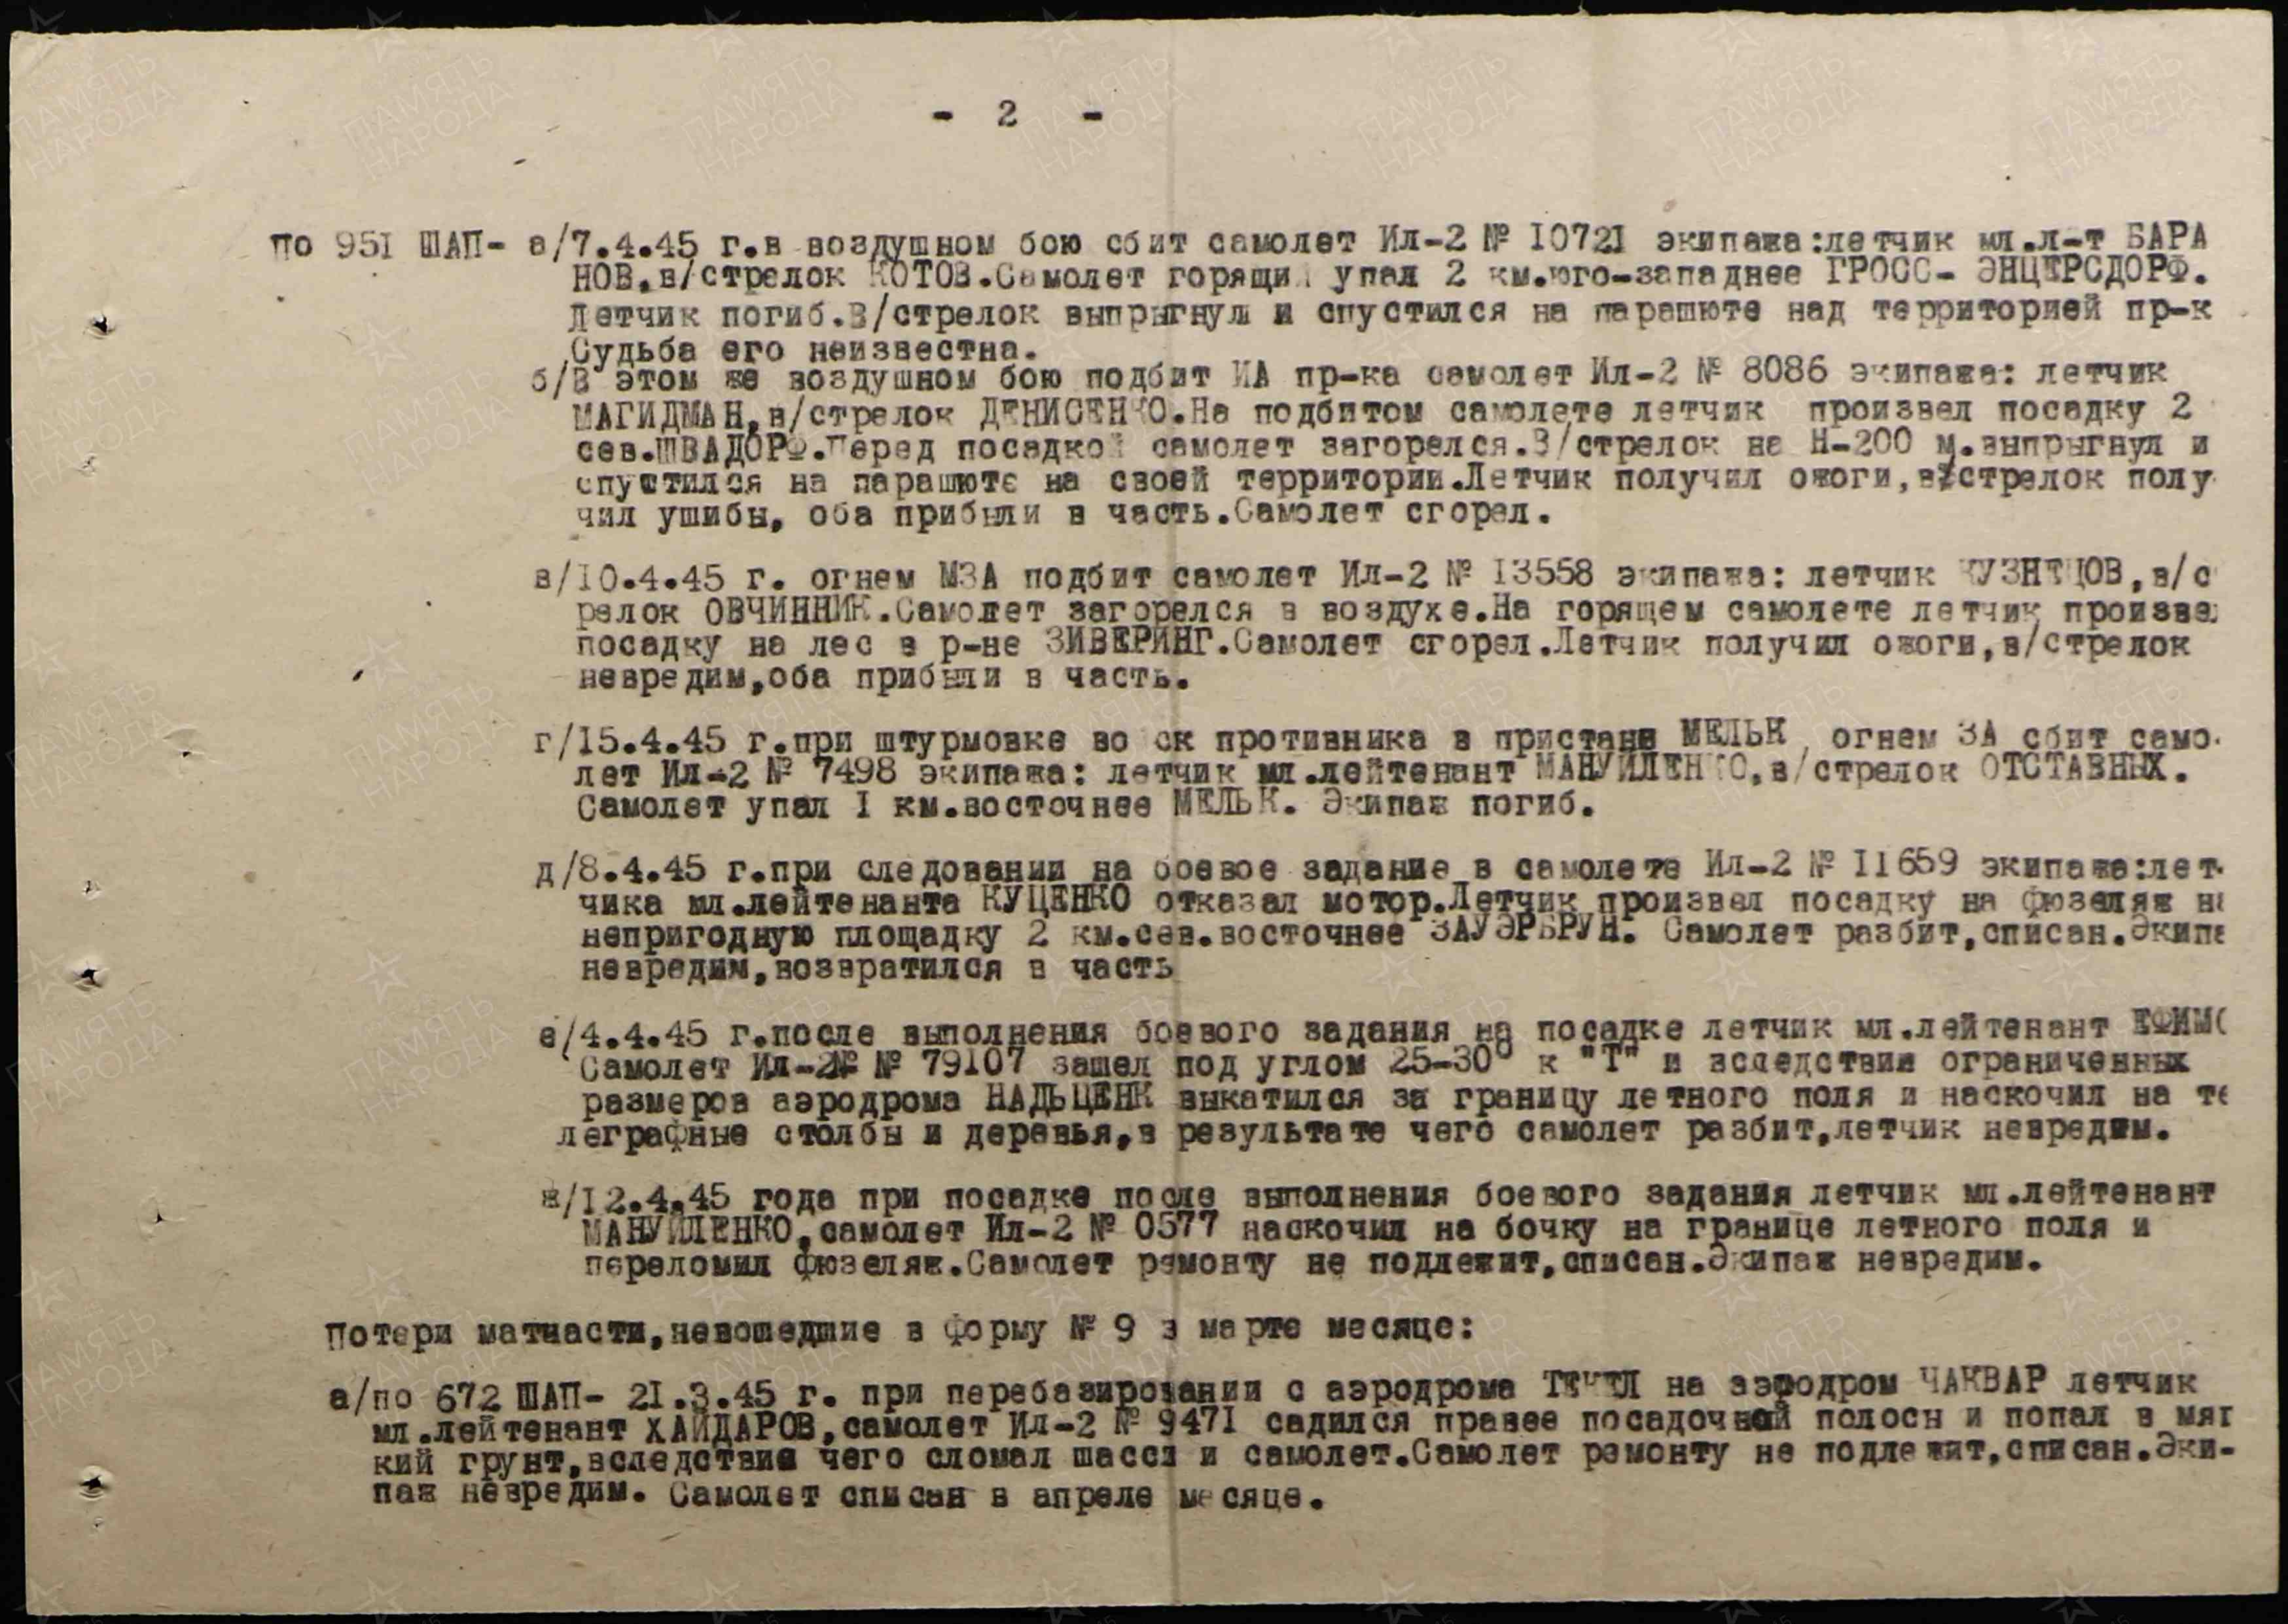 - 2 -
по 951 ШАП- а/7.4.45 г.в воздушном бою сбит самолет Ил-2 № 10721 экипажа:летчик мл.л-т БАРА
НОВ,в/стрелок КОТОВ.Самолет горящий упал 2 км.юго-западнее ГРОСС- ЭНЦЕРСДОРФ.
Летчик погиб.В/стрелок выпрыгнул и спустился на парашюте над территорией пр-к
Судьба его неизвестна.
б/В этом же воздушном бою подбит ИА пр-ка самолет Ил-2 № 8086 экипажа: летчик
МАГИДМАН,в/стрелок ДЕНИСЕНКО.На подбитом самолете летчик произвел посадку 2
сев.ШВАДОРФ.Перед посадкой самолет загорелся.В/стрелок на Н-200 м.выпрыгнул и
спустился на парашюте на своей территории.Летчик получил ожоги,в/стрелок полу
чил ушибы, оба прибыли в часть.Самолет сгорел.
в/10.4.45 г. огнем МЗА подбит самолет Ил-2 № 13558 экипажа: летчик КУЗНЕЦОВ,в/с
релок ОВЧИННИК.Самолет загорелся в воздухе.На горящем самолете летчик произвел
посадку на лес в р-не ЗИВЕРИНГ.Самолет сгорел.Летчик получил ожоги,в/стрелок
невредим,оба прибыли в часть.
г/15.4.45 г.при штурмовке во ск противника в пристане МЕЛЬК, огнем ЗА сбит само-
лет Ил-2 № 7498 экипажа: летчик мл.лейтенант МАНУЙЛЕНКО,в/стрелок ОТСТАВНЫХ.
Самолет упал 1 км.восточнее МЕЛЬК. Экипаж погиб.
д/8.4.45 г.при следовании на боевое задание в самолете Ил-2 № 11659 экипажа:лет-
чика мл.лейтенанта КУЦЕНКО отказал мотор.Летчик произвел посадку на фюзеляж на
непригодную площадку 2 км.сев.восточнее ЗАУЭРБРУН. Самолет разбит,списан.Экипа
невредим,возвратился в часть
е/4.4.45 г.после выполнения боевого задания на посадке летчик мл.лейтенант ЕФИМО
Самолет Ил-2№ № 79107 зашел под углом 25-30° к "Т" и вследствии ограниченных
размеров аэродрома НАДЬЦЕНК выкатился за границу летного поля и наскочил на те
леграфные столбы и деревья,в результате чего самолет разбит,летчик невредим.
ж/12.4.45 года при посадке после выполнения боевого задания летчик мл.лейтенант
МАНУЙЛЕНКО,самолет Ил-2 № 0577 наскочил на бочку на границе летного поля и
переломил фюзеляж.Самолет ремонту не подлежит,списан.Экипаж невредим.
Потери матчасти,невошедшие в форму № 9 в марте месяце:
а/по 672 ШАП- 21.3.45 г. при перебазировании с аэродрома ТЕНТЛ на аэродром ЧАКВАР летчик
мл.лейтенант ХАЙДАРОВ,самолет Ил-2 № 9471 садился правее посадочной полосы и попал в мяг
кий грунт,вследствии чего сломал шасси и самолет.Самолет ремонту не подлежит,списан.Эки-
паж невредим. Самолет списан в апреле месяце.